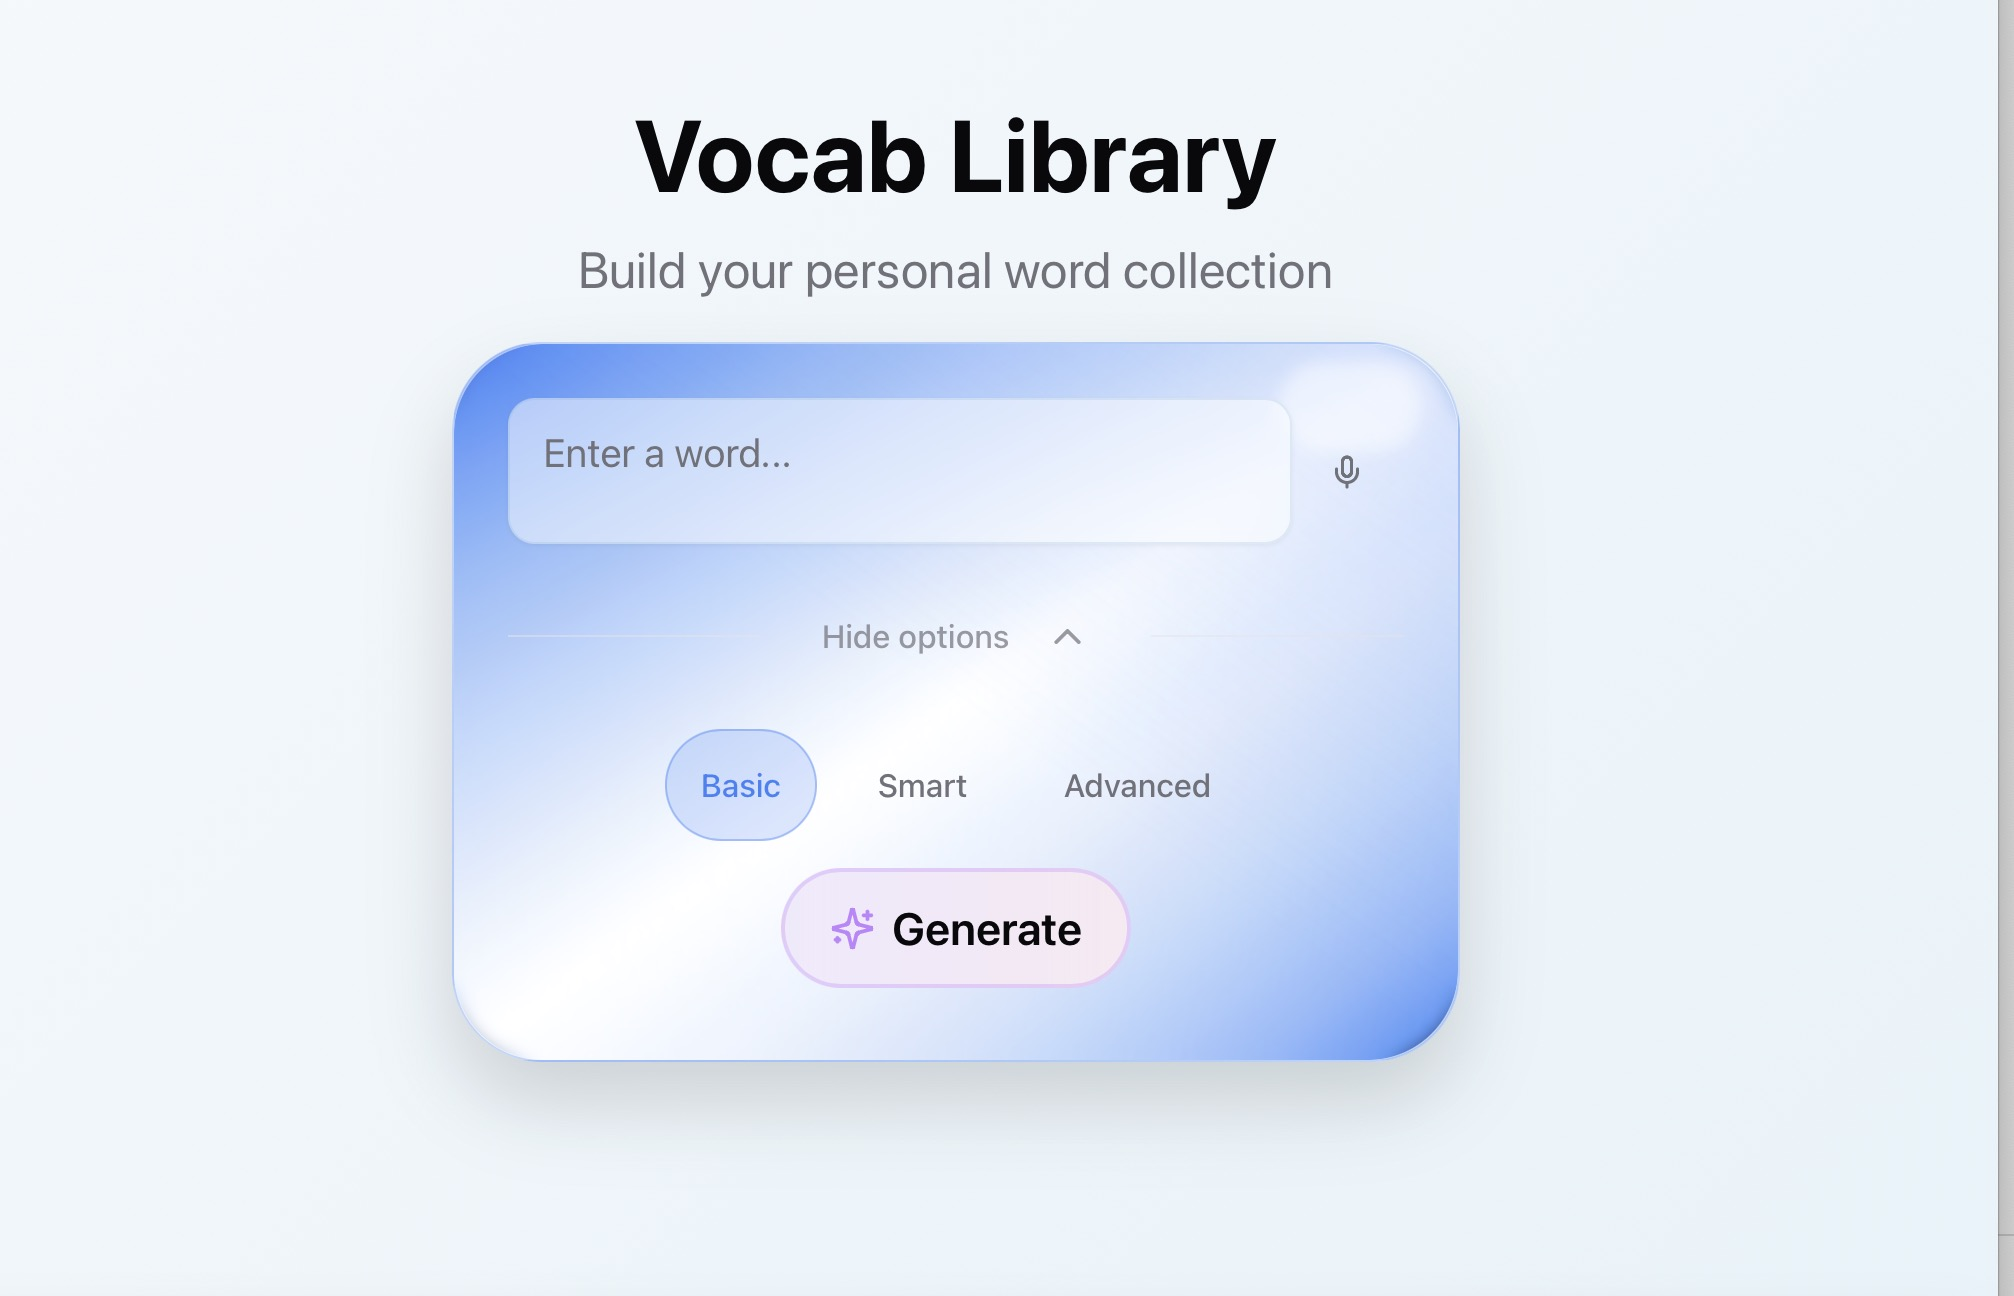 Vocab Library
Build your personal word collection
Enter a word...
Hide options
Basic Smart Advanced
Generate